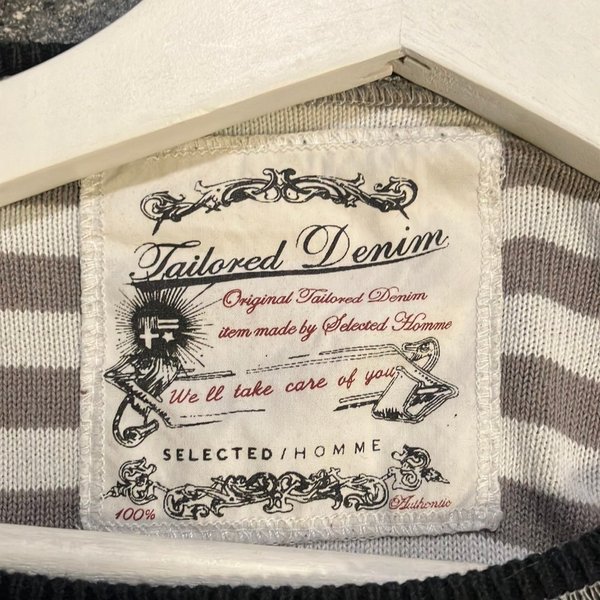 Tailored Denim
Original Tailored Denim
item made by Selected Homme
We ll take care of you
SELECTED/HOMME
100%
Authentic